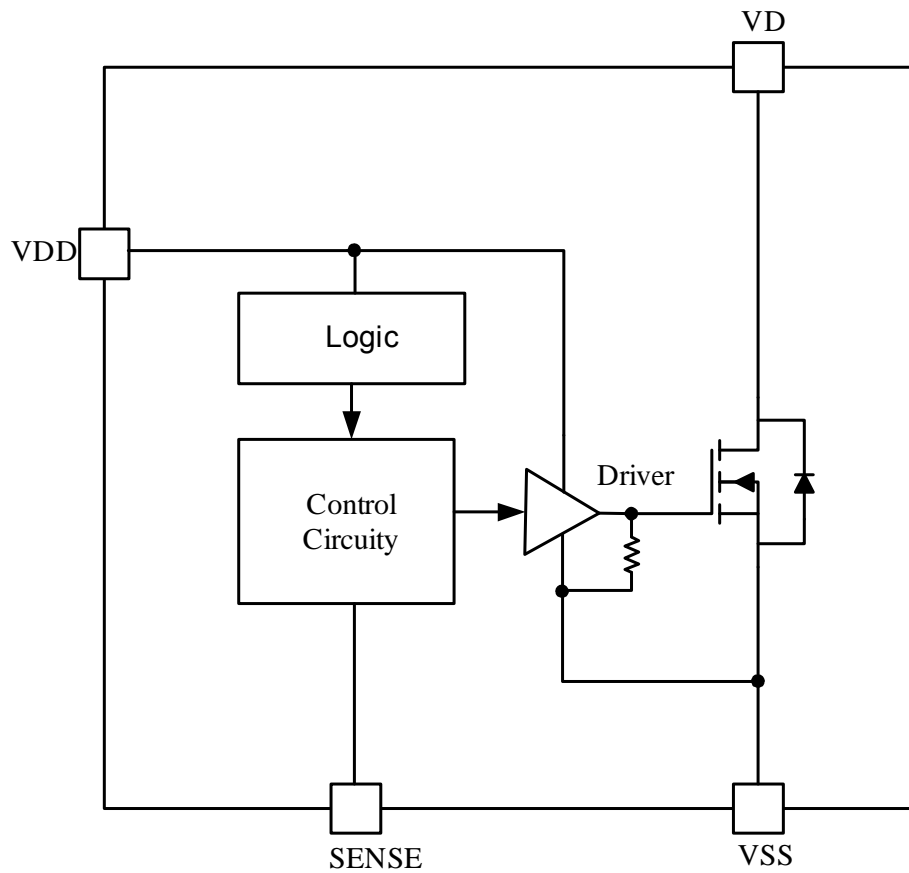 VD
VDD
Logic
Control
Circuity
Driver
SENSE
VSS